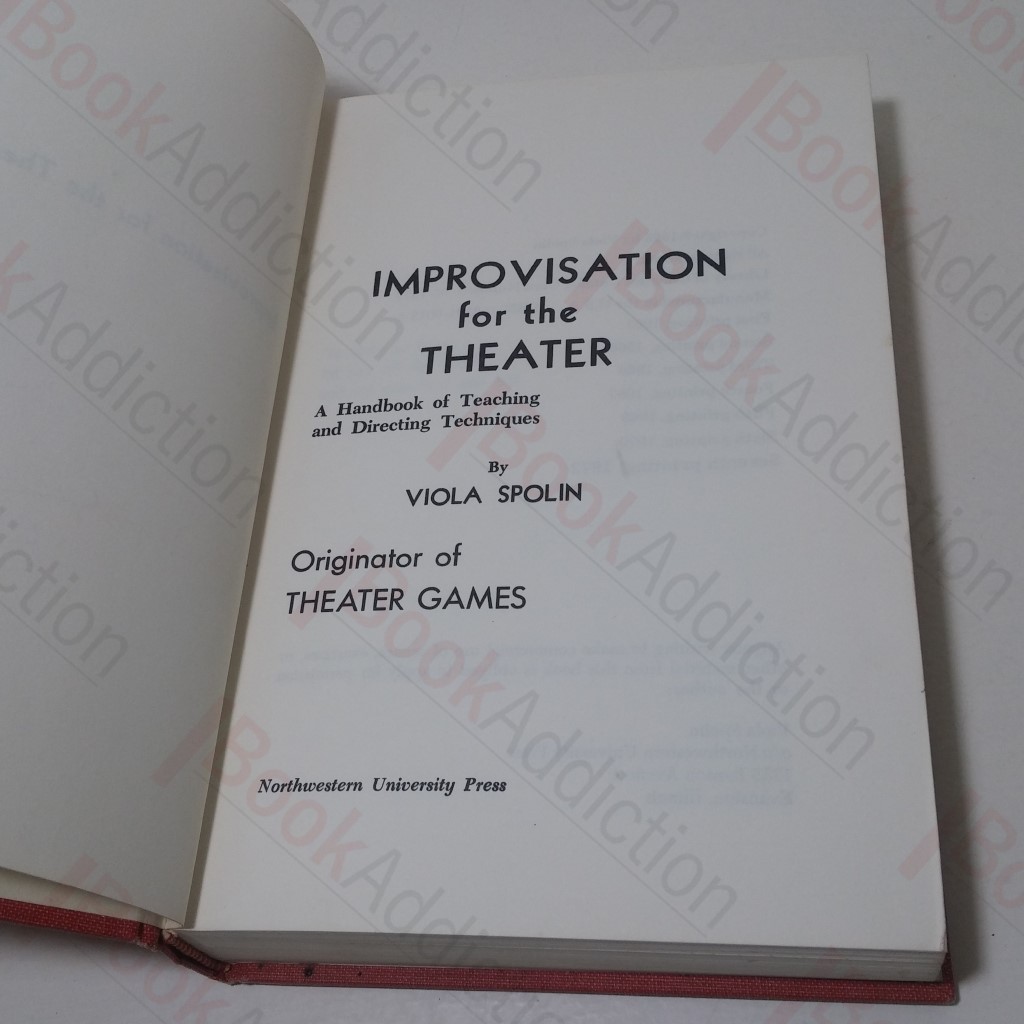 IMPROVISATION
for the
THEATER
A Handbook of Teaching
and Directing Techniques
By
VIOLA SPOLIN
Originator of
THEATER GAMES
Northwestern University Press
BookAddiction